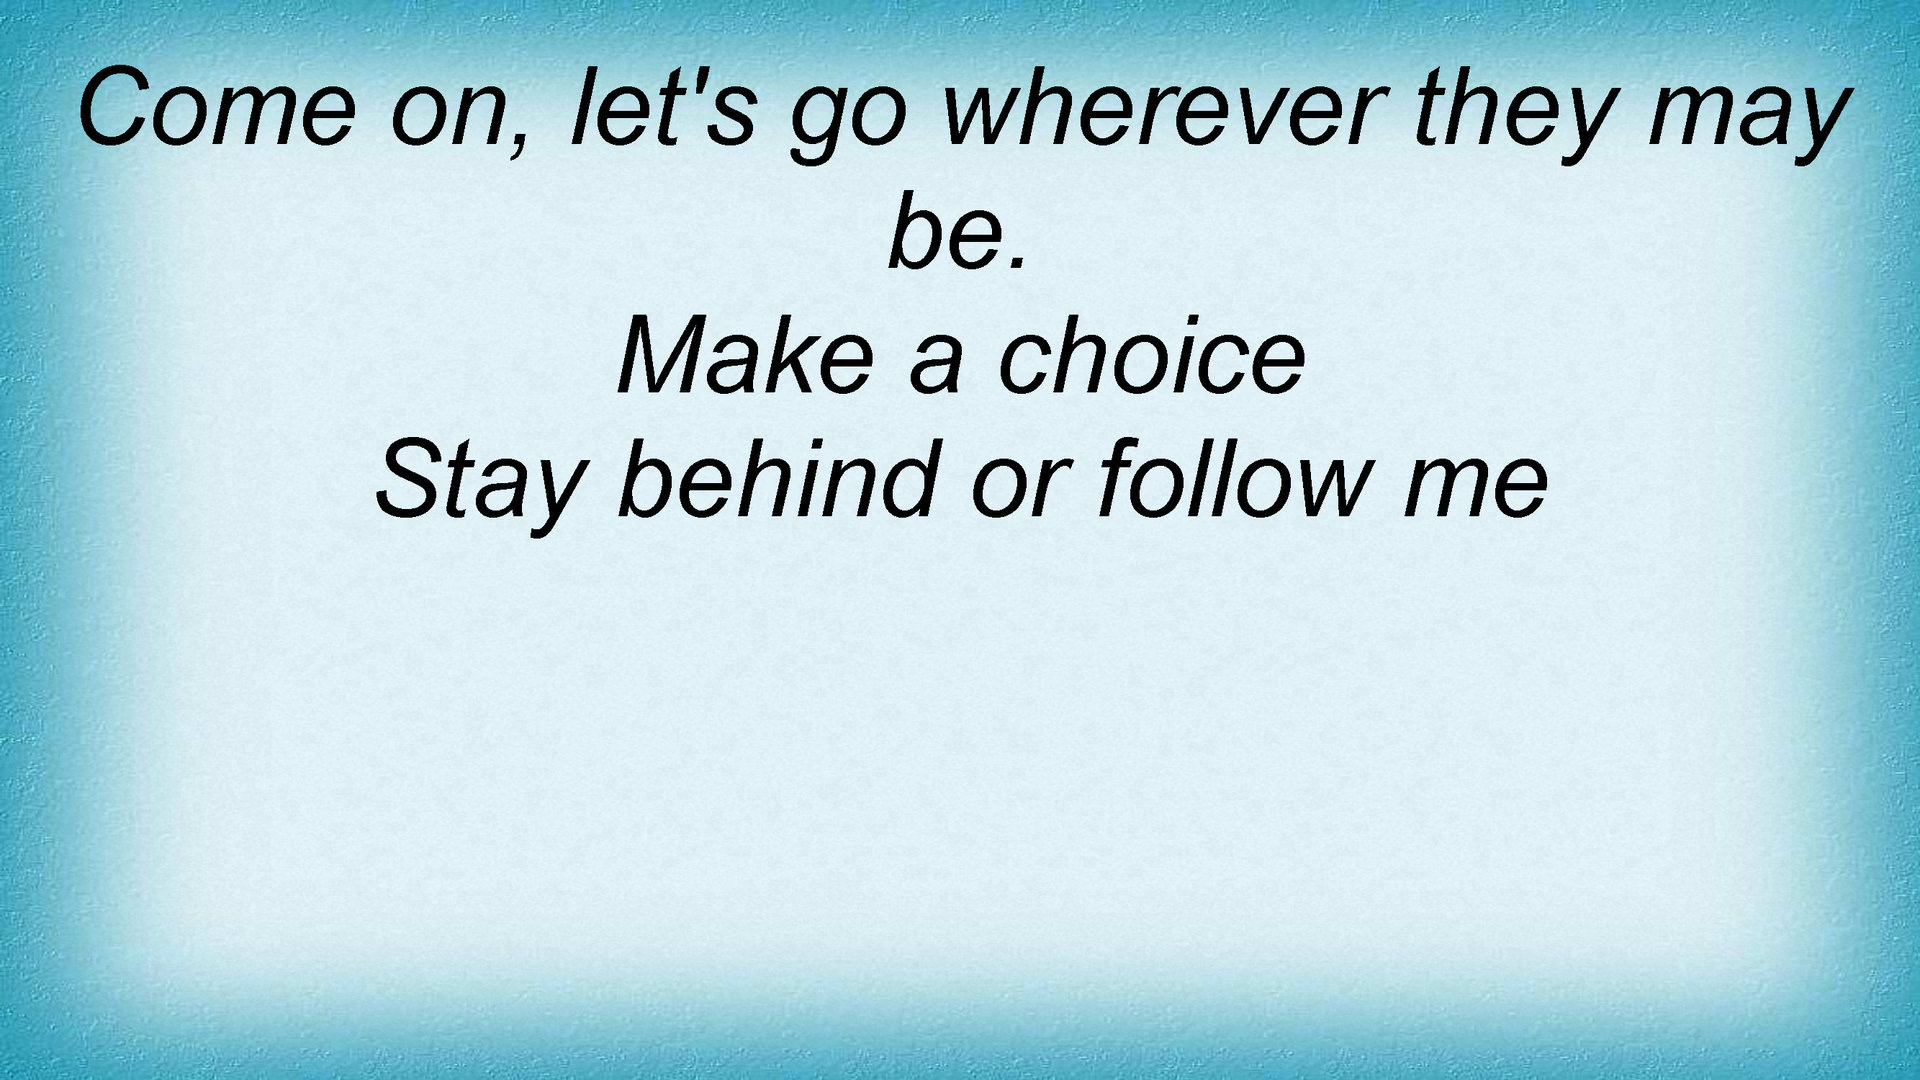 Come on, let's go wherever they may
be.
Make a choice
Stay behind or follow me